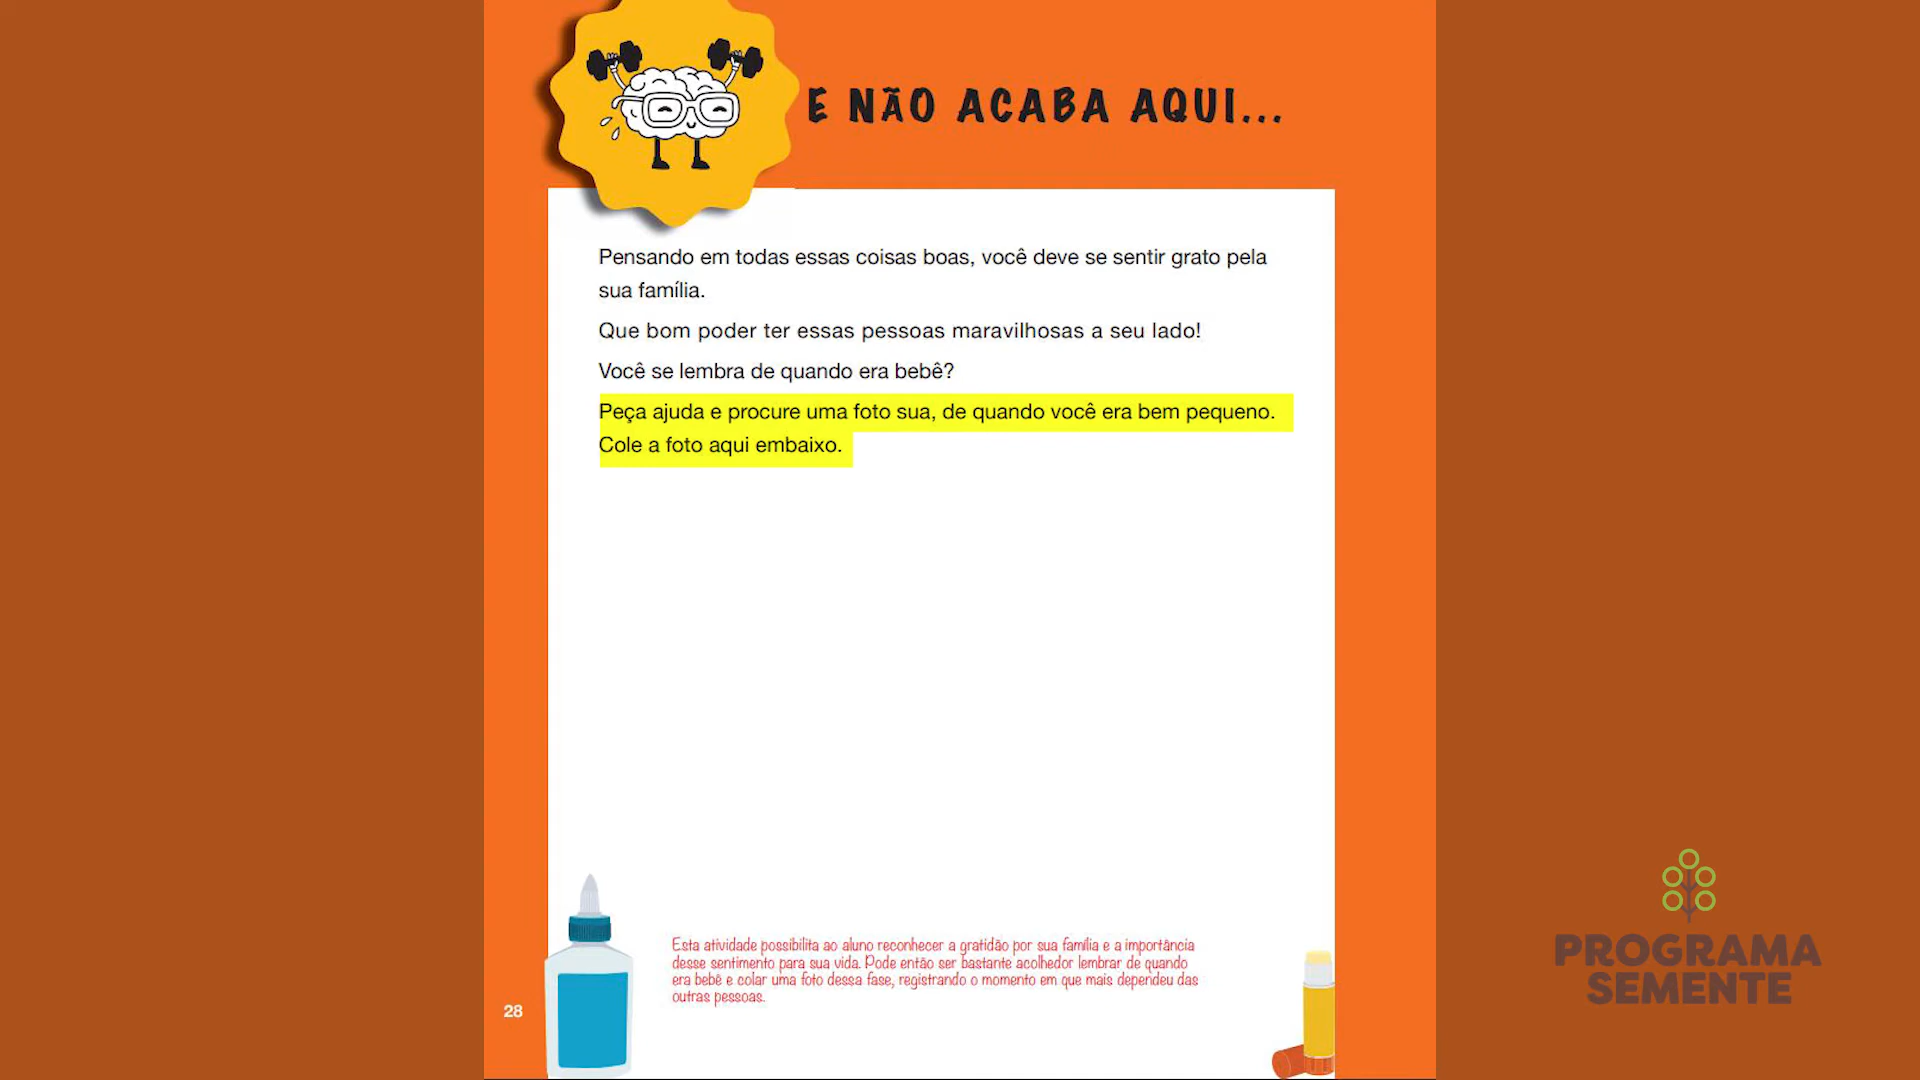 E NÃO ACABA AQUI...
Pensando em todas essas coisas boas, você deve se sentir grato pela
sua família.
Que bom poder ter essas pessoas maravilhosas a seu lado!
Você se lembra de quando era bebê?
Peça ajuda e procure uma foto sua, de quando você era bem pequeno.
Cole a foto aqui embaixo.
Esta atividade possibilita ao aluno reconhecer a gratidão por sua família e a importância
desse sentimento para sua vida. Pode então ser bastante acolhedor lembrar de quando
era bebê e colar uma foto dessa fase, registrando o momento em que mais dependeu das
outras pessoas.
28
PROGRAMA
SEMENTE